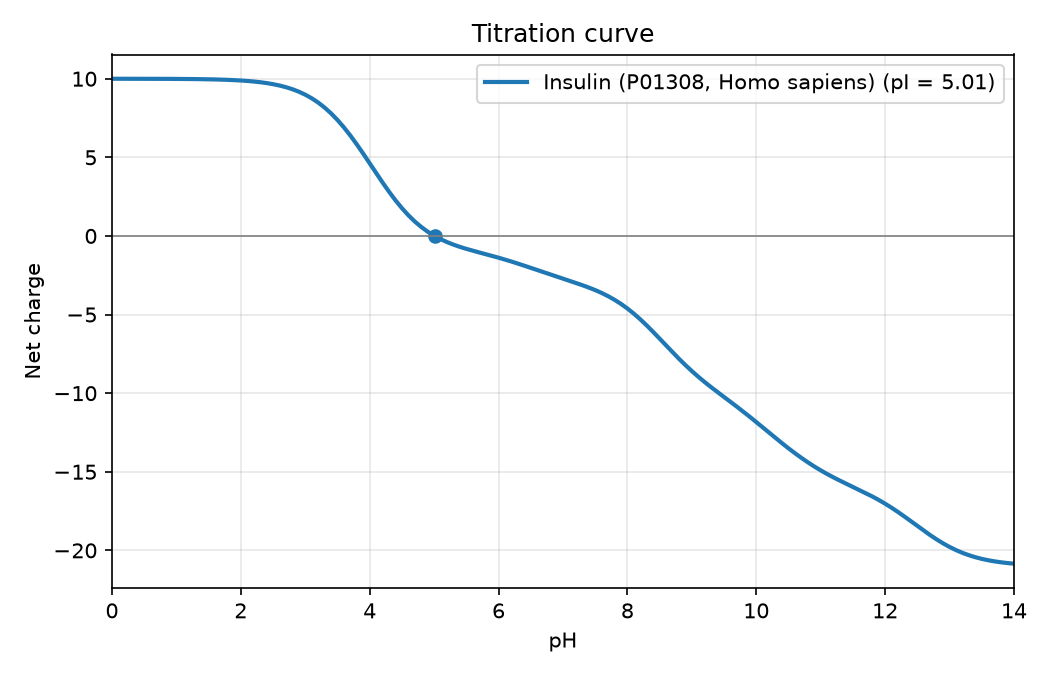 Titration curve
Insulin (P01308, Homo sapiens) (pI = 5.01)
10
5
0
−5
−10
−15
−20
Net charge
0 2 4 6 8 10 12 14
pH